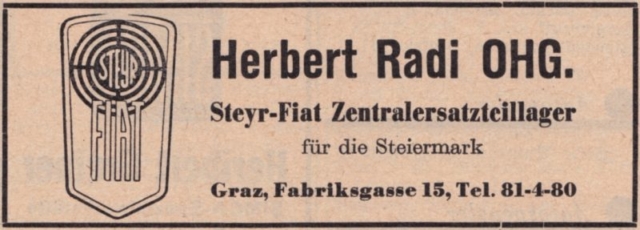 STEYR
FIAT
Herbert Radi OHG.
Steyr-Fiat Zentralersatzteillager
für die Steiermark
Graz, Fabriksgasse 15, Tel. 81-4-80